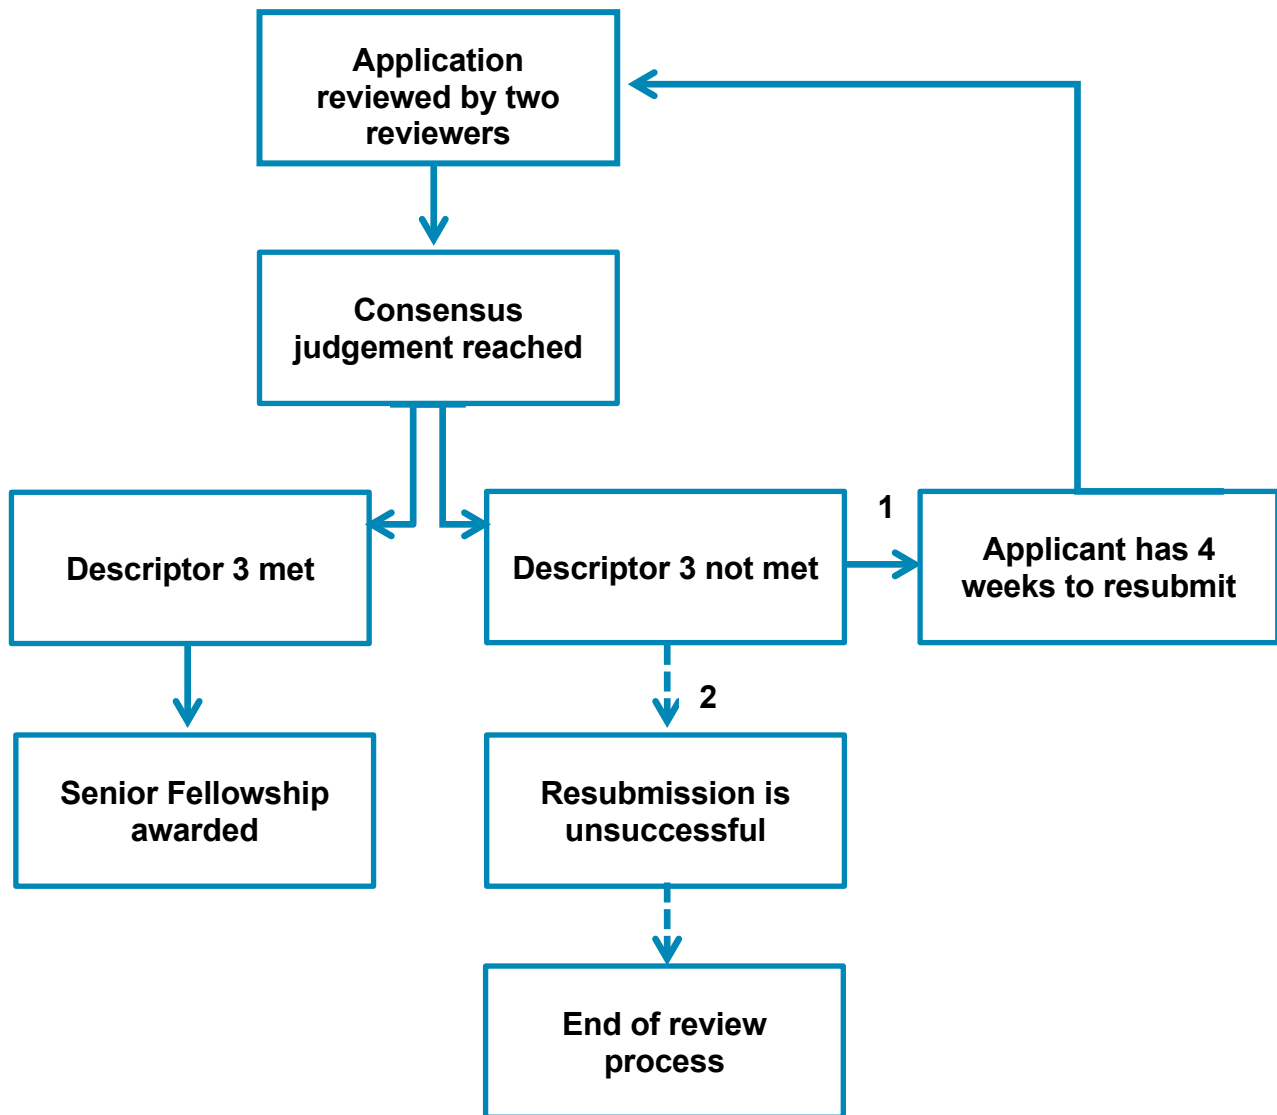 Application
reviewed by two
reviewers
Consensus
judgement reached
Descriptor 3 met
Descriptor 3 not met
1
Applicant has 4
weeks to resubmit
2
Senior Fellowship
awarded
Resubmission is
unsuccessful
End of review
process